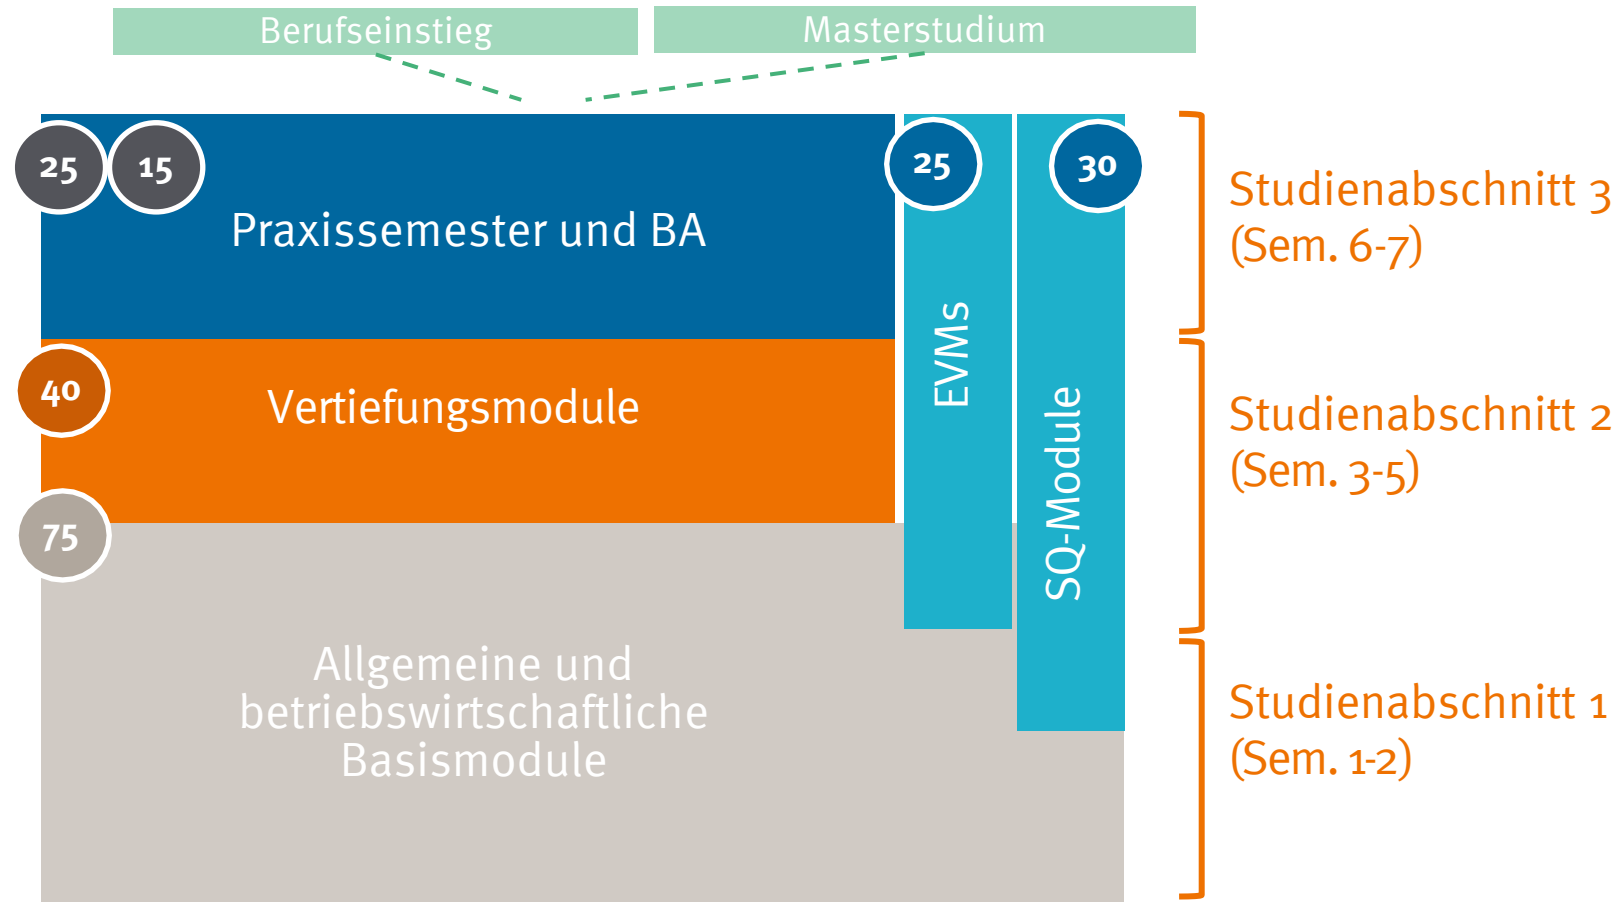 Berufseinstieg
Masterstudium
25
15
25
30
Praxissemester und BA
Studienabschnitt 3
(Sem. 6-7)
EVMs
40
Vertiefungsmodule
SQ-Module
Studienabschnitt 2
(Sem. 3-5)
75
Allgemeine und
betriebswirtschaftliche
Basismodule
Studienabschnitt 1
(Sem. 1-2)